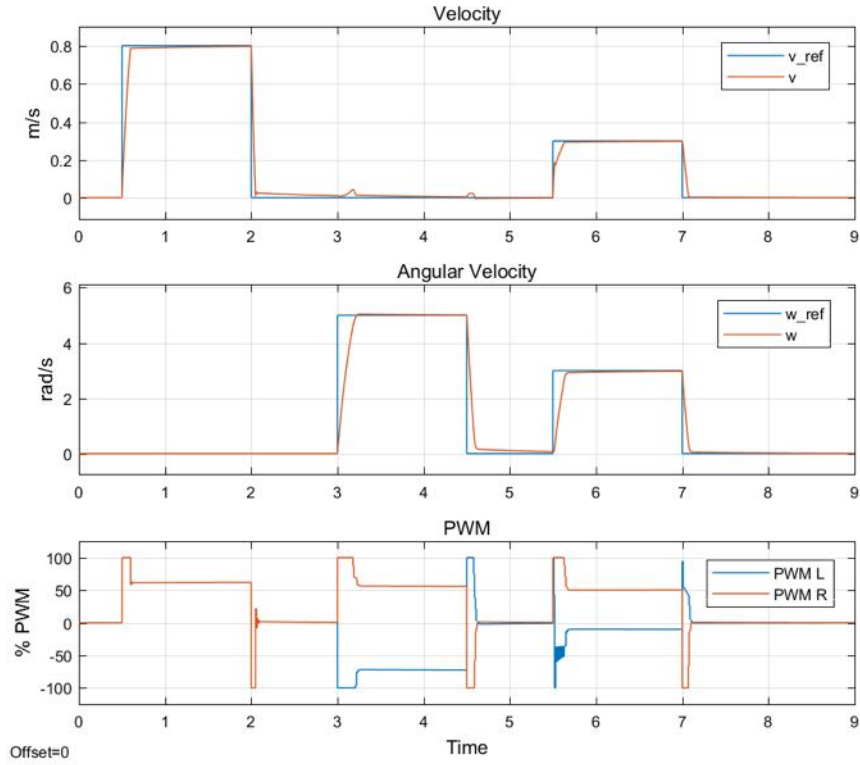 Velocity
m/s
0.8
0.6
0.4
0.2
0
v_ref
v
0 1 2 3 4 5 6 7 8 9
Angular Velocity
rad/s
6
4
2
0
w_ref
w
0 1 2 3 4 5 6 7 8 9
PWM
% PWM
100
50
0
-50
-100
PWM L
PWM R
0 1 2 3 4 5 6 7 8 9
Time
Offset=0